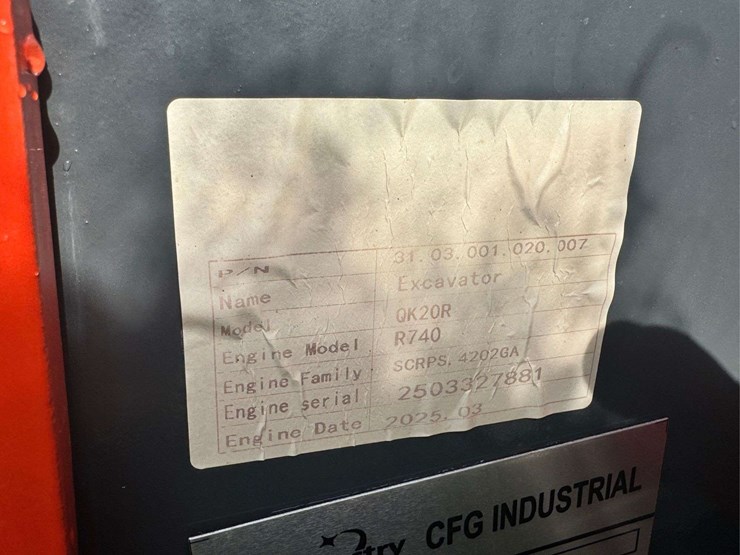 P/N 31.03.001.020.007
Name Excavator
Model QK20R
Engine Model R740
Engine Family SCRPS.4202GA
Engine serial 2503327881
Engine Date 2025.03
CFG INDUSTRIAL